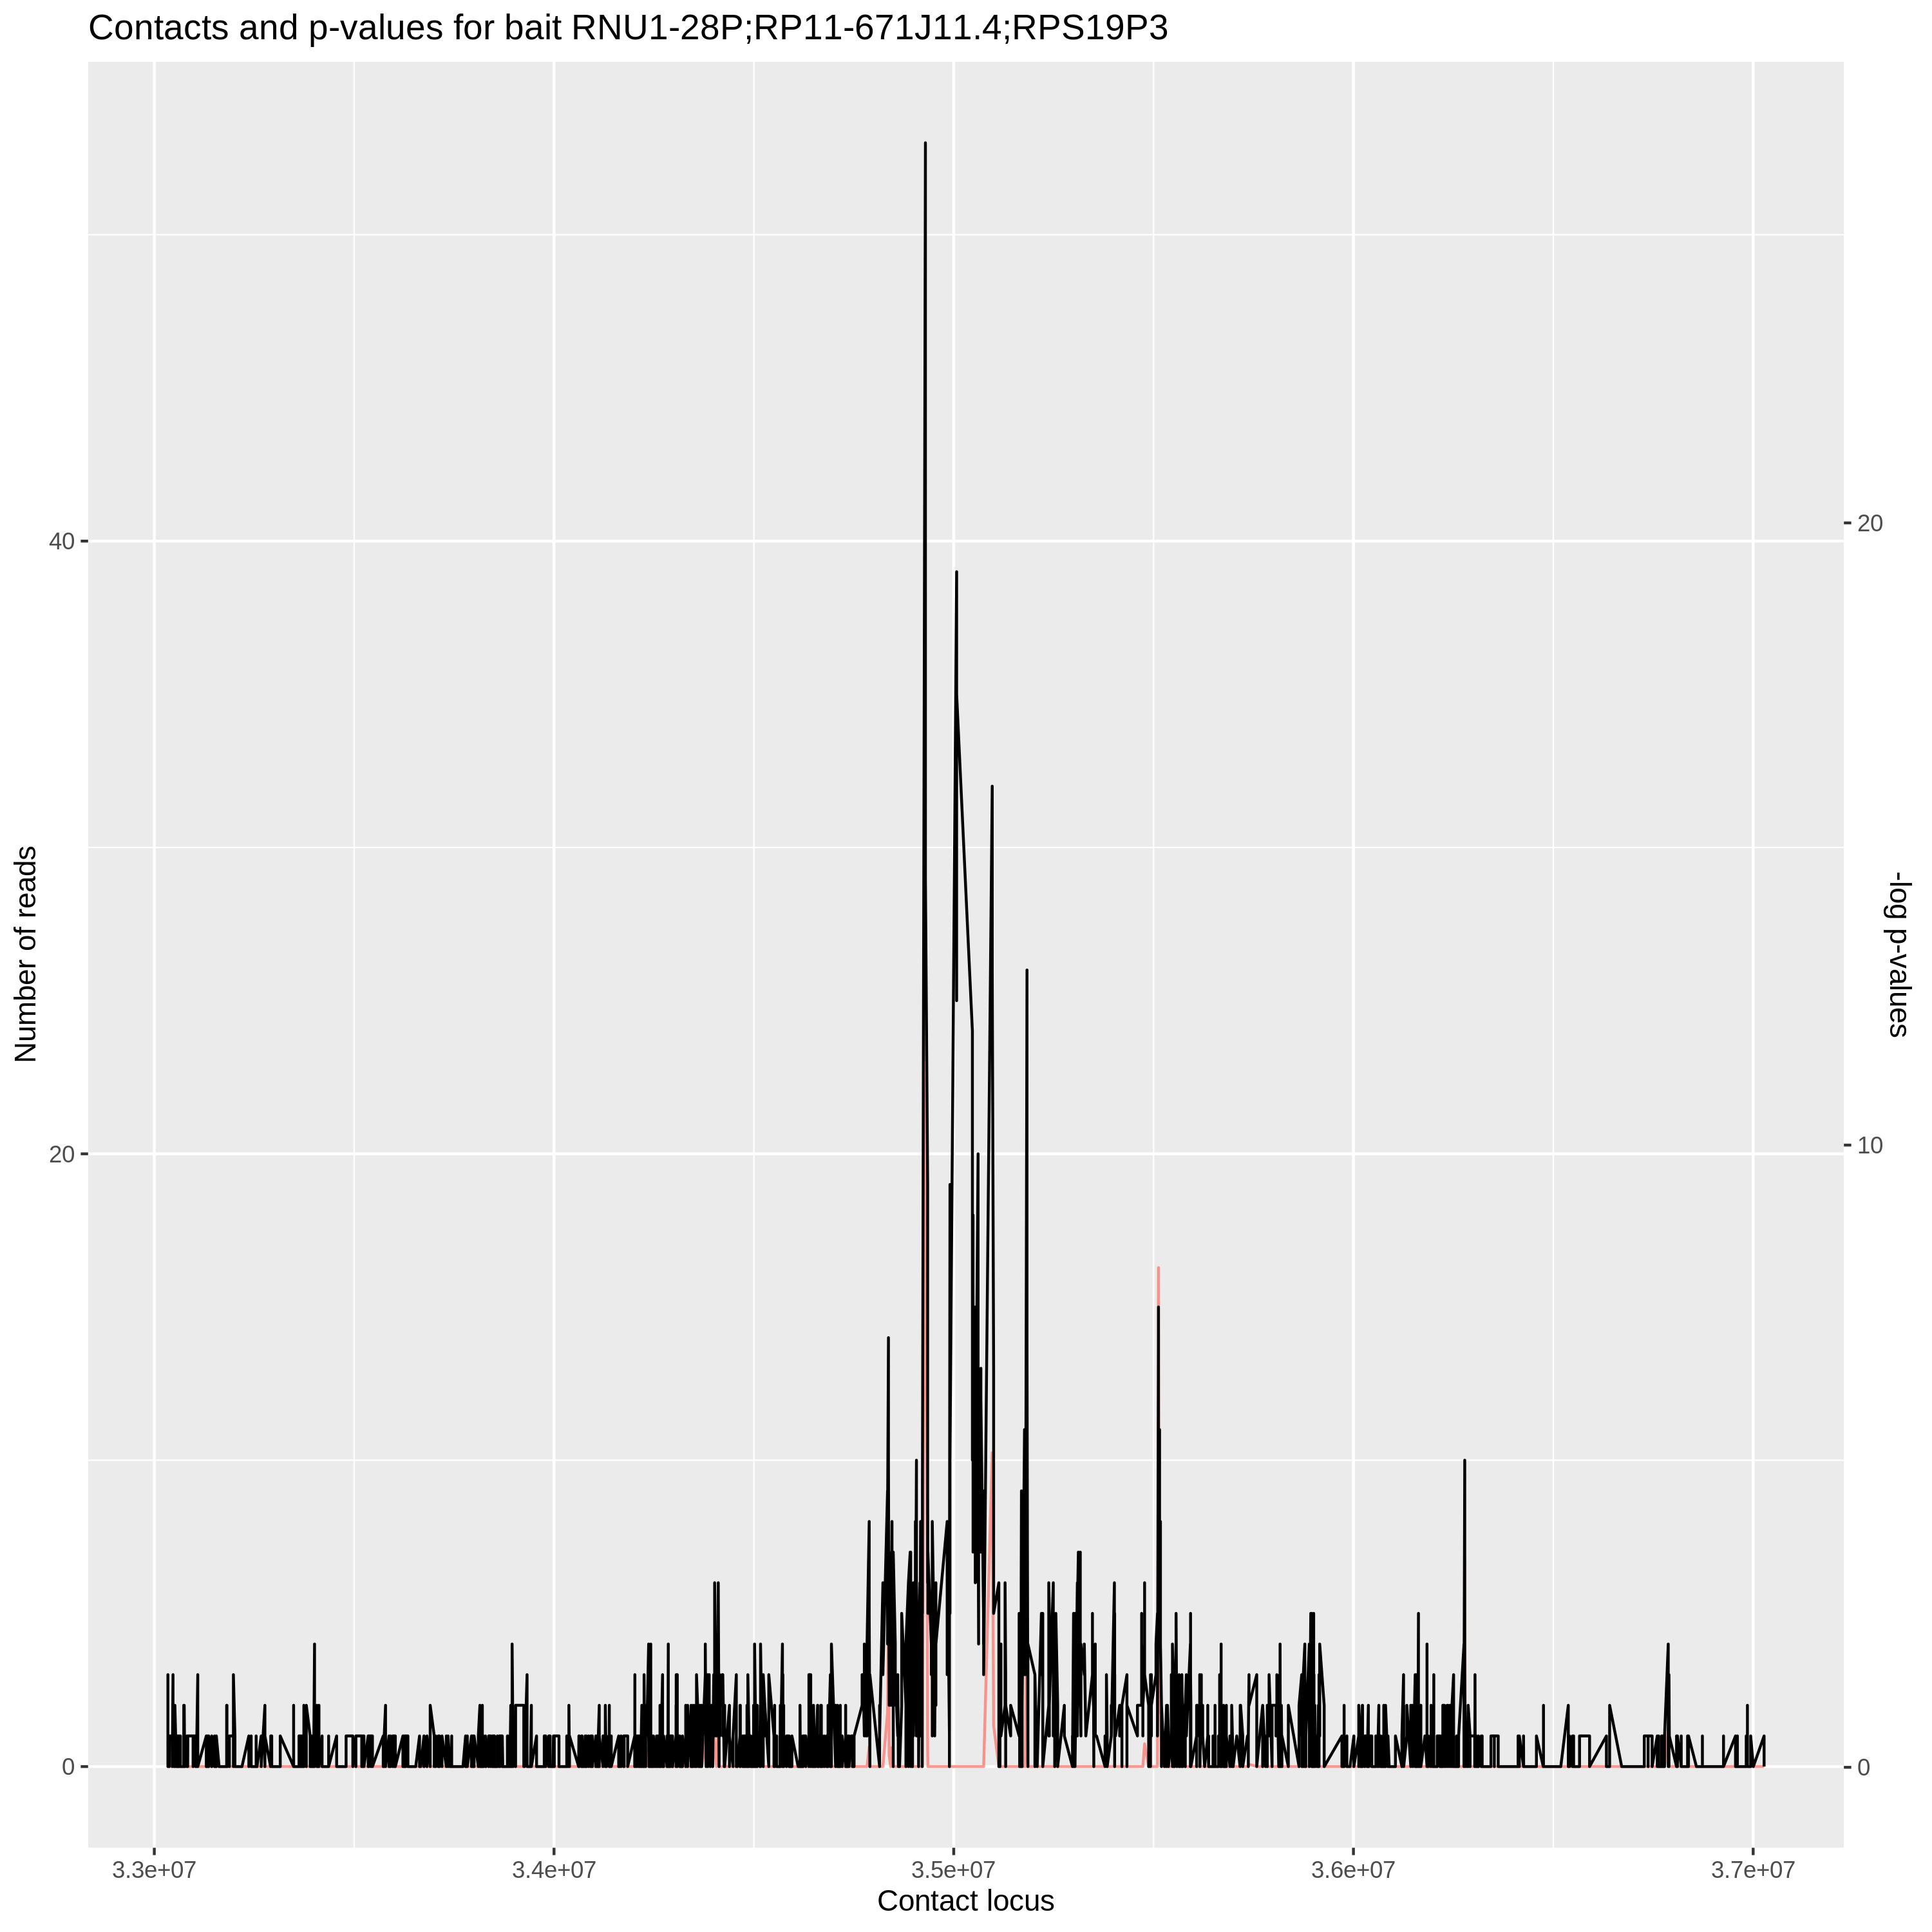 Contacts and p-values for bait RNU1-28P;RP11-671J11.4;RPS19P3
Number of reads
40
20
0
-log p-values
20
10
0
3.3e+07
3.4e+07
3.5e+07
3.6e+07
3.7e+07
Contact locus